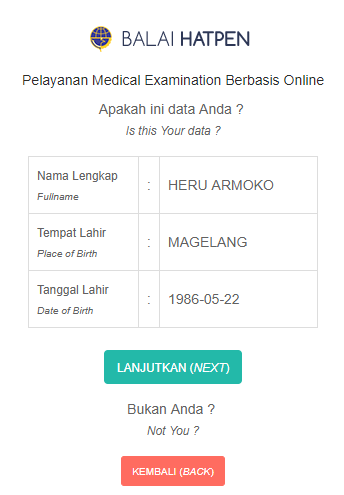 BALAI HATPEN
Pelayanan Medical Examination Berbasis Online
Apakah ini data Anda ?
Is this Your data ?
Nama Lengkap : HERU ARMOKO
Fullname
Tempat Lahir : MAGELANG
Place of Birth
Tanggal Lahir : 1986-05-22
Date of Birth
LANJUTKAN (NEXT)
Bukan Anda ?
Not You ?
KEMBALI (BACK)